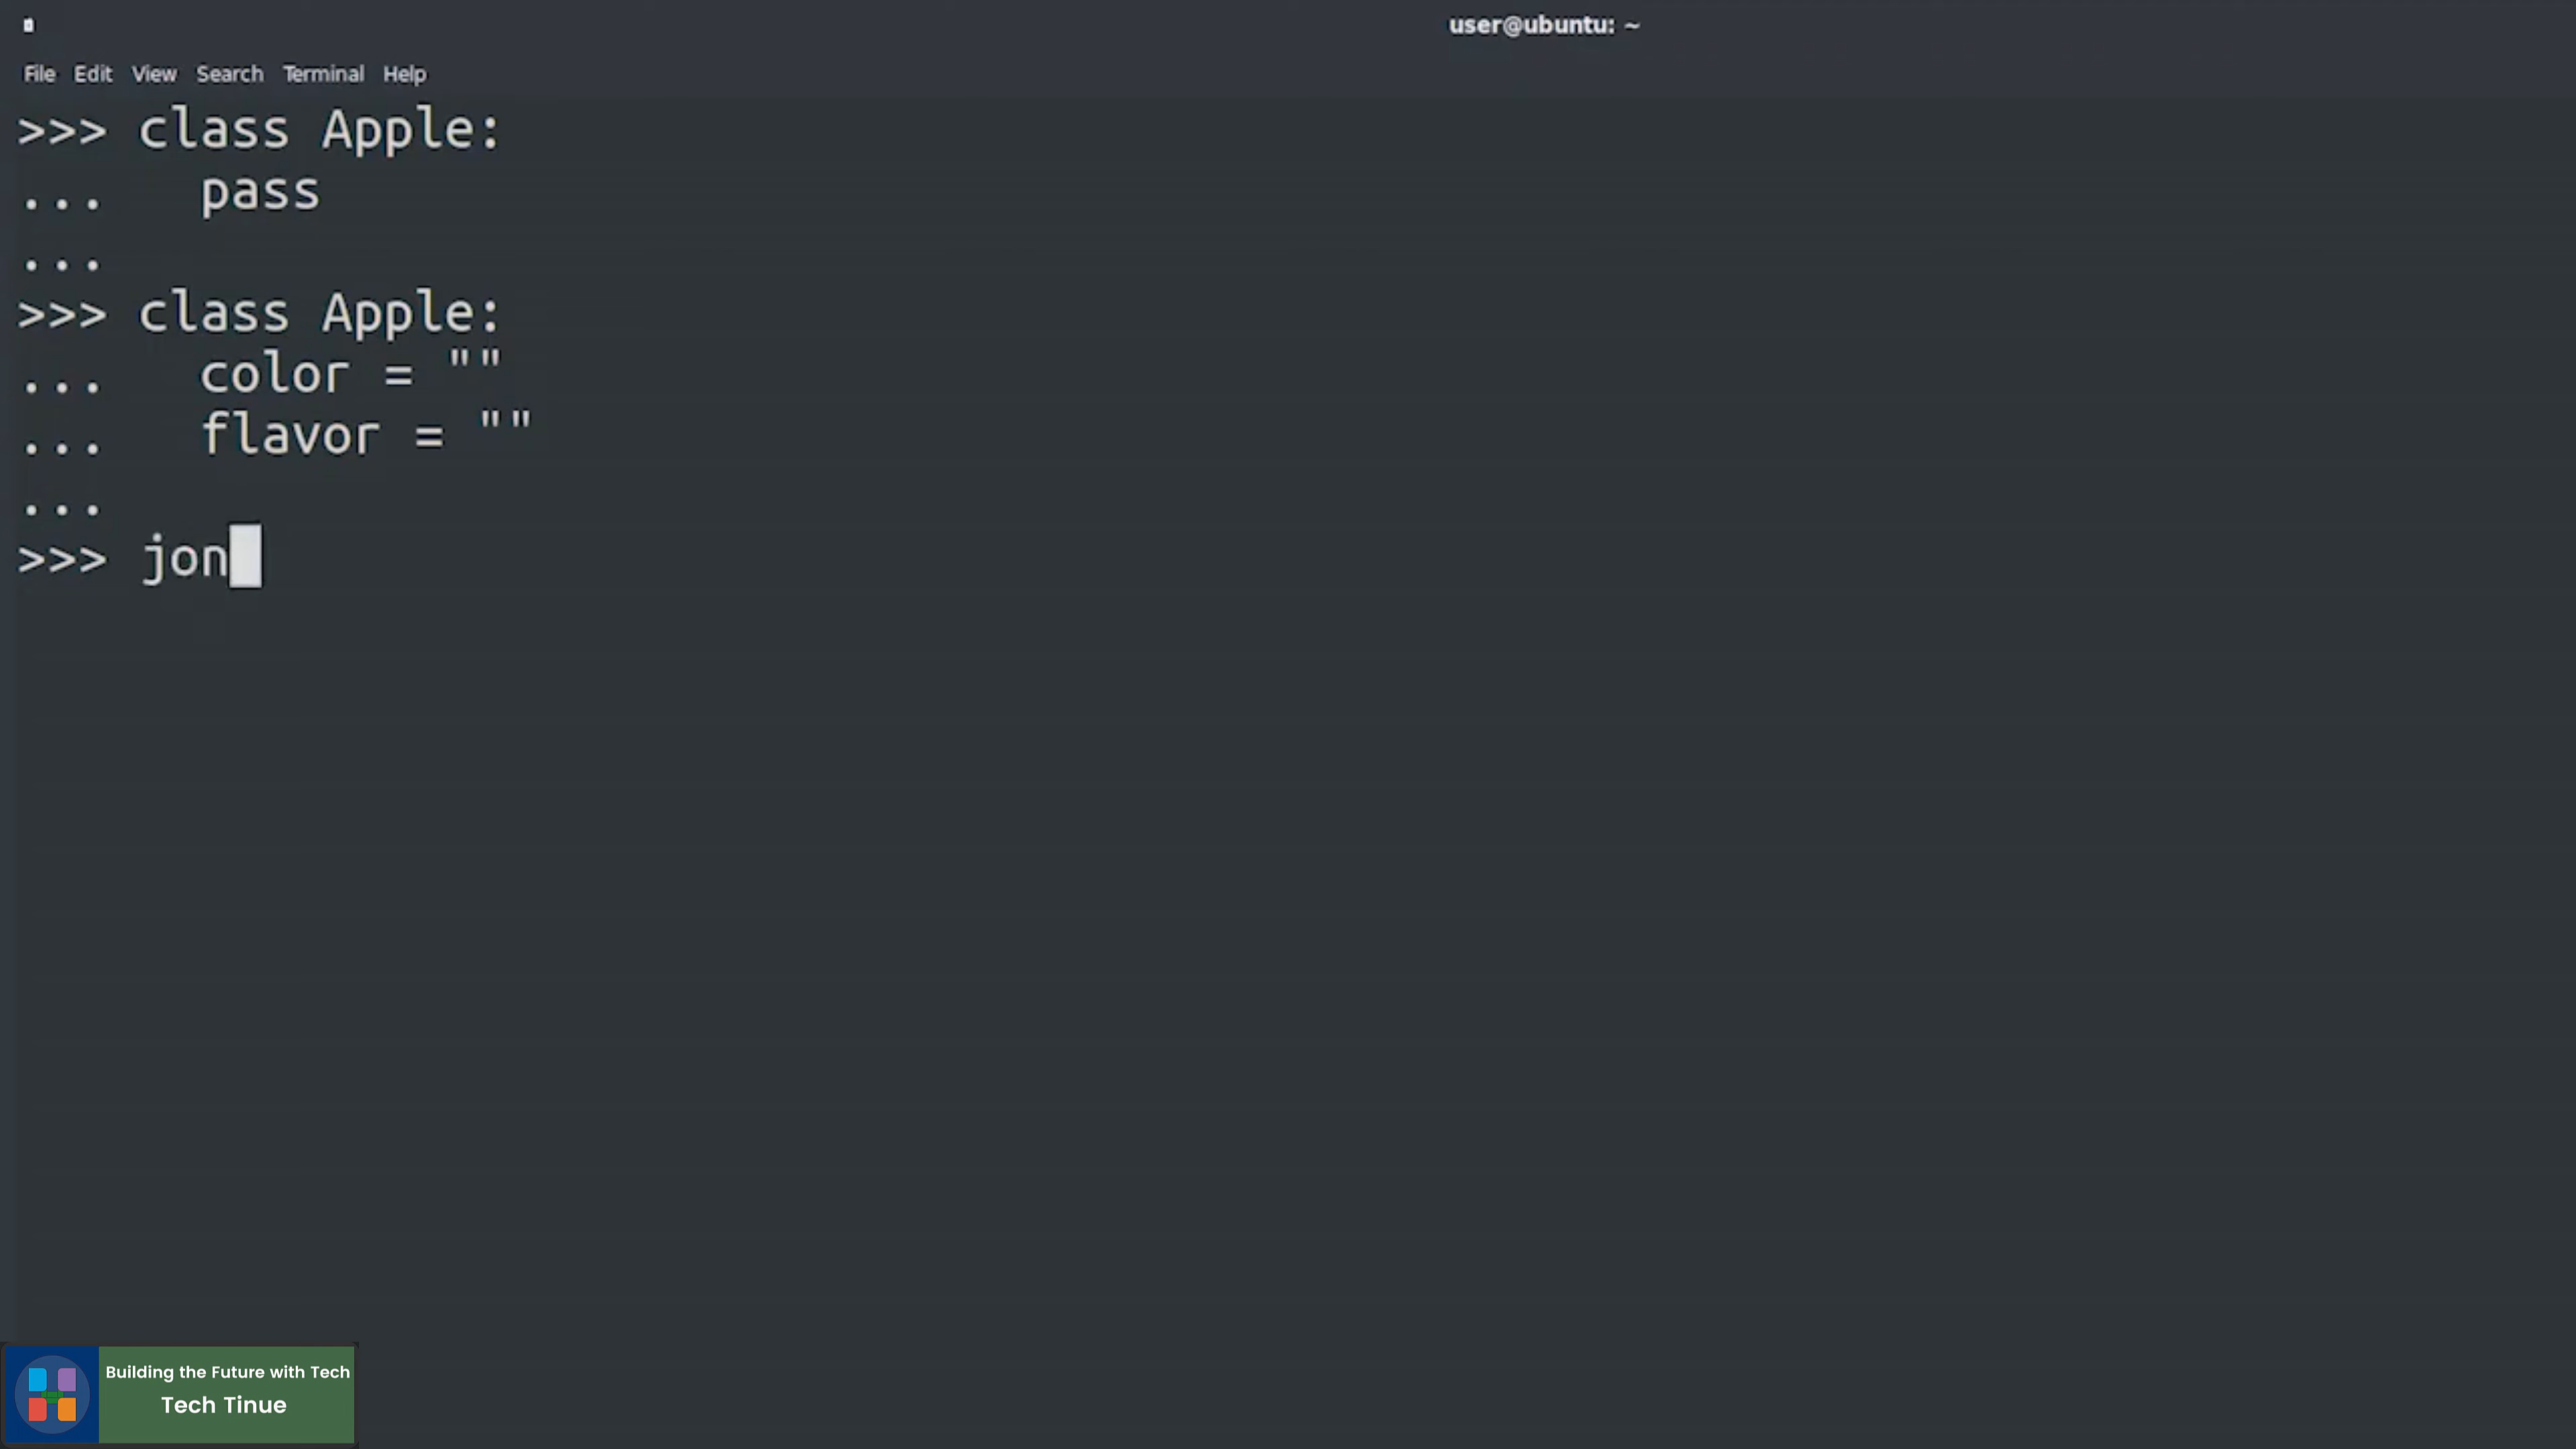 user@ubuntu: ~
File Edit View Search Terminal Help
>>> class Apple:
...   pass
...
>>> class Apple:
...   color = ""
...   flavor = ""
...
>>> jon
Building the Future with Tech
Tech Tinue